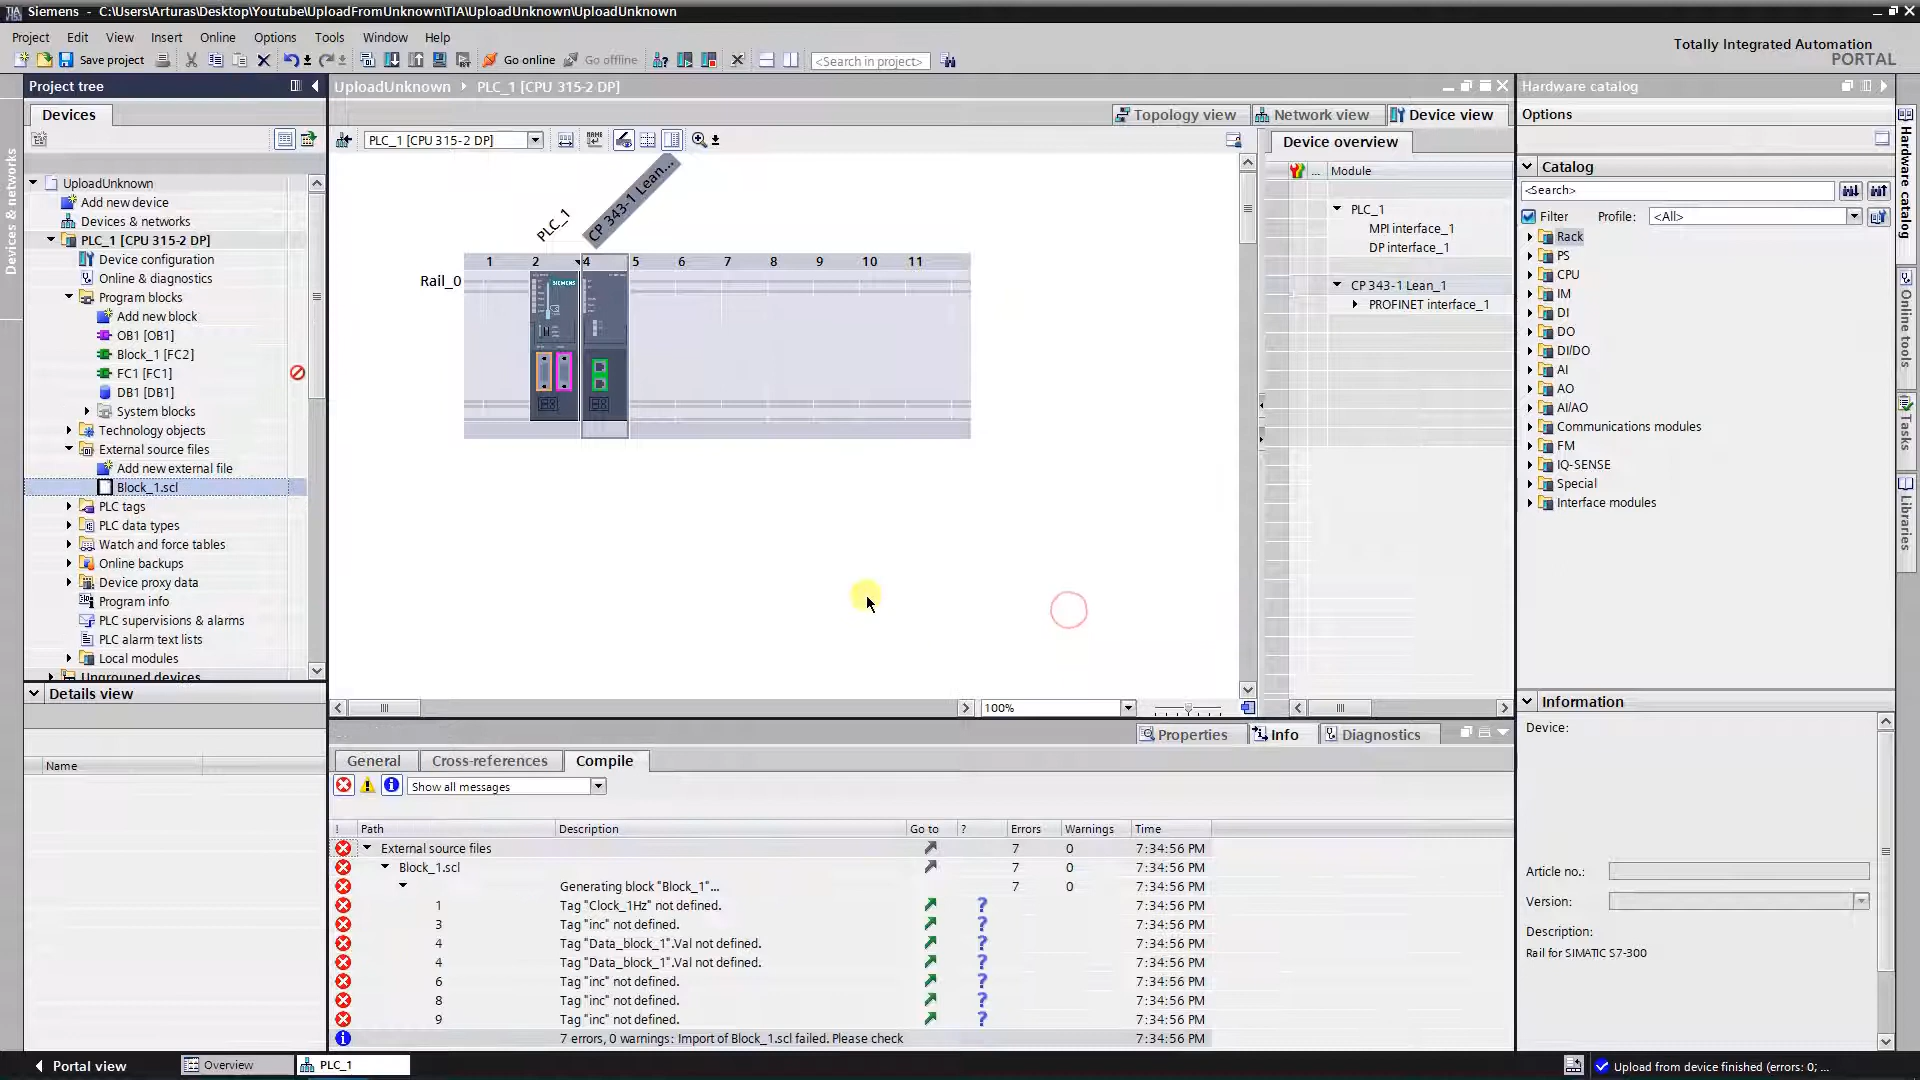 Siemens - C:\Users\Arturas\Desktop\Youtube\UploadFromUnknown\TIA\UploadUnknown\UploadUnknown
Project Edit View Insert Online Options Tools Window Help
Totally Integrated Automation
PORTAL
Save project
Go online
Go offline
<Search in project>
Project tree
UploadUnknown
PLC_1 [CPU 315-2 DP]
Hardware catalog
Devices
Topology view
Network view
Device view
Options
PLC_1 [CPU 315-2 DP]
Device overview
... Module
Devices & networks
UploadUnknown
Add new device
Devices & networks
PLC_1 [CPU 315-2 DP]
Device configuration
Online & diagnostics
Program blocks
Add new block
OB1 [OB1]
Block_1 [FC2]
FC1 [FC1]
DB1 [DB1]
System blocks
Technology objects
External source files
Add new external file
Block_1.scl
PLC tags
PLC data types
Watch and force tables
Online backups
Device proxy data
Program info
PLC supervisions & alarms
PLC alarm text lists
Local modules
Ungrouped devices
Details view
Name
PLC_1
CP 343-1 Lean...
1 2 4 5 6 7 8 9 10 11
Rail_0
SIEMENS
100%
PLC_1
MPI interface_1
DP interface_1
CP 343-1 Lean_1
PROFINET interface_1
Catalog
<Search>
Filter Profile: <All>
Rack
PS
CPU
IM
DI
DO
DI/DO
AI
AO
AI/AO
Communications modules
FM
IQ-SENSE
Special
Interface modules
Information
Device:
Article no.:
Version:
Description:
Rail for SIMATIC S7-300
Hardware catalog
Online tools
Tasks
Libraries
Properties
Info
Diagnostics
General
Cross-references
Compile
Show all messages
! Path Description Go to ? Errors Warnings Time
External source files 7 0 7:34:56 PM
Block_1.scl 7 0 7:34:56 PM
Generating block "Block_1"... 7 0 7:34:56 PM
1 Tag "Clock_1Hz" not defined. ? 7:34:56 PM
3 Tag "inc" not defined. ? 7:34:56 PM
4 Tag "Data_block_1".Val not defined. ? 7:34:56 PM
4 Tag "Data_block_1".Val not defined. ? 7:34:56 PM
6 Tag "inc" not defined. ? 7:34:56 PM
8 Tag "inc" not defined. ? 7:34:56 PM
9 Tag "inc" not defined. ? 7:34:56 PM
7 errors, 0 warnings: Import of Block_1.scl failed. Please check 7:34:56 PM
Portal view
Overview
PLC_1
Upload from device finished (errors: 0; ...